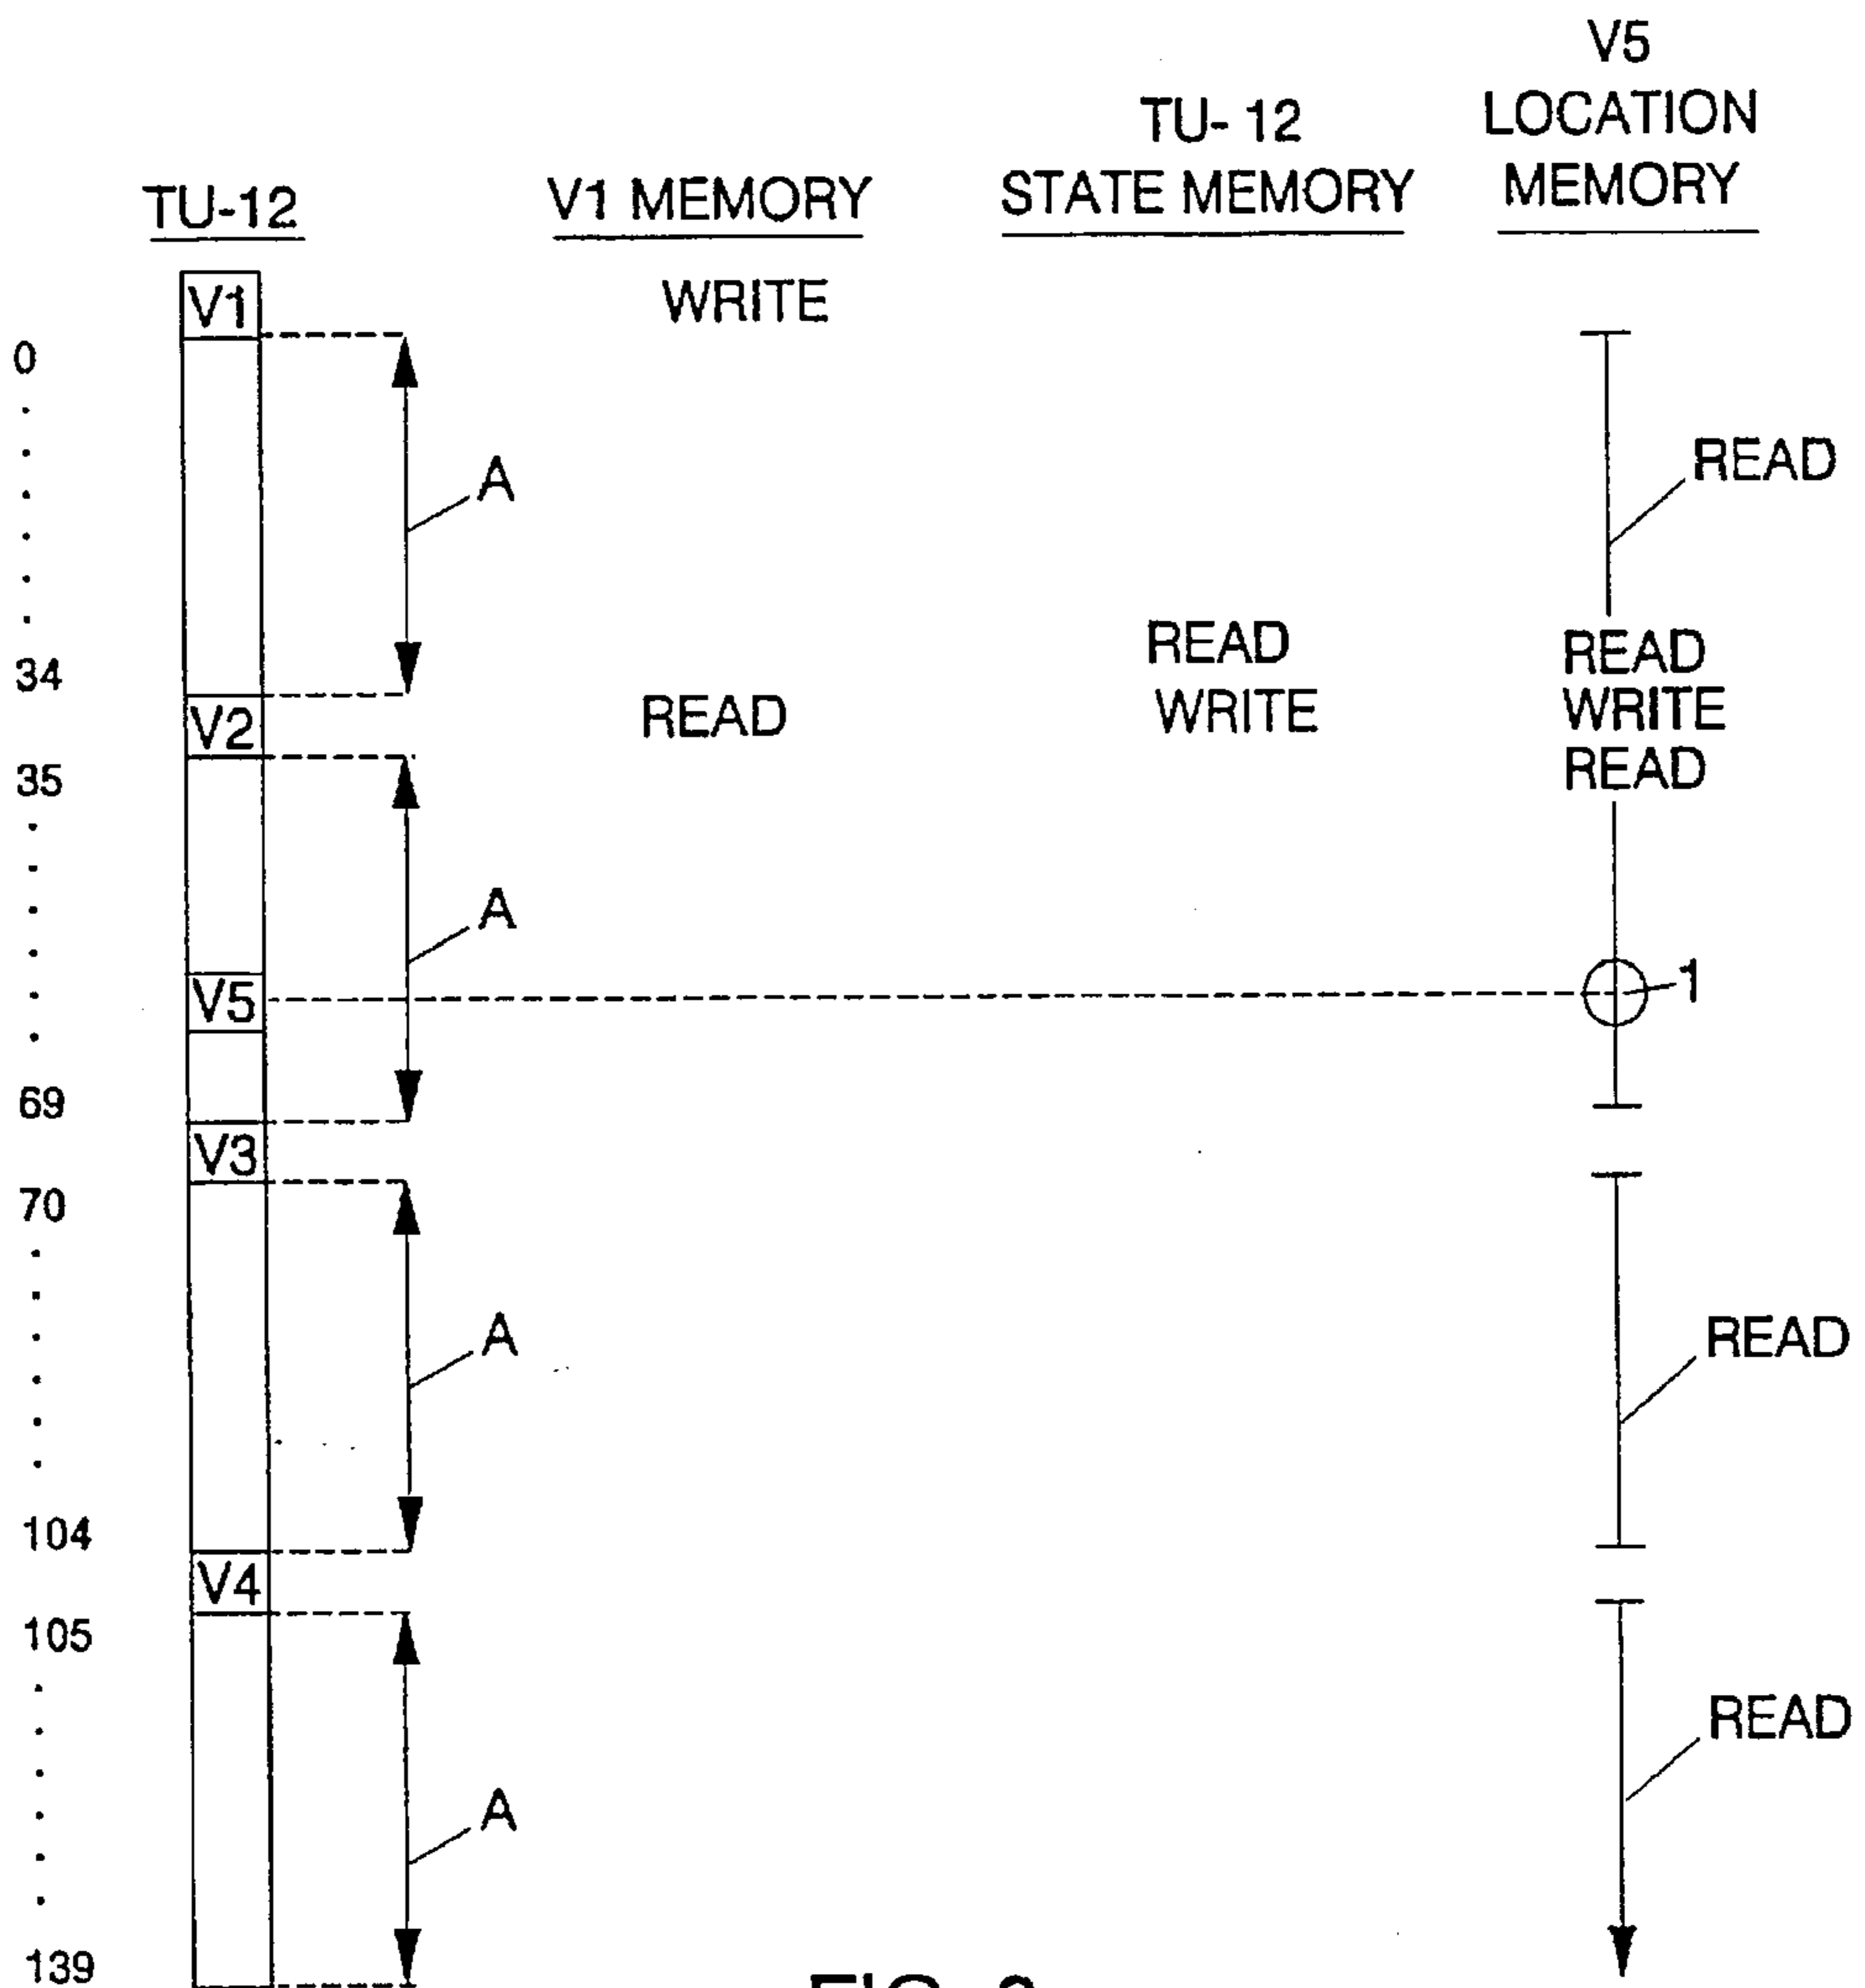 V5
TU-12 LOCATION
TU-12 V1 MEMORY STATE MEMORY MEMORY
V1 WRITE
0
A READ
READ READ
34 WRITE WRITE
V2 READ READ
35
A
V5 1
69
V3
70
A READ
104
V4
105
READ
A
139